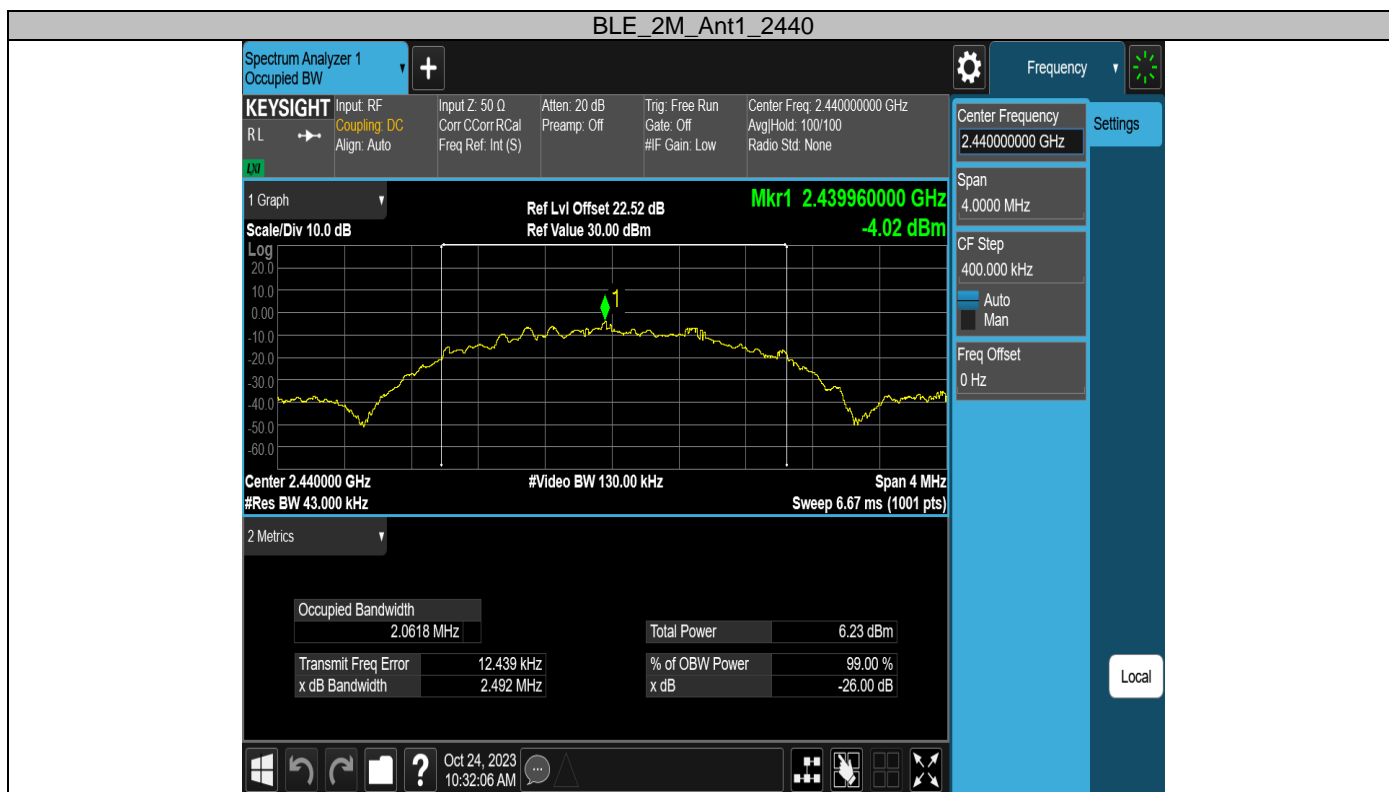 BLE_2M_Ant1_2440
Spectrum Analyzer 1
Occupied BW
+
Frequency
KEYSIGHT
RL
LXI
Input: RF
Coupling: DC
Align: Auto
Input Z: 50 Ω
Corr CCorr RCal
Freq Ref: Int (S)
Atten: 20 dB
Preamp: Off
Trig: Free Run
Gate: Off
#IF Gain: Low
Center Freq: 2.440000000 GHz
Avg|Hold: 100/100
Radio Std: None
Center Frequency
2.440000000 GHz
Settings
Span
4.0000 MHz
CF Step
400.000 kHz
Auto
Man
Freq Offset
0 Hz
Local
1 Graph
Scale/Div 10.0 dB
Ref Lvl Offset 22.52 dB
Ref Value 30.00 dBm
Mkr1 2.439960000 GHz
-4.02 dBm
Log
20.0
10.0
0.00
-10.0
-20.0
-30.0
-40.0
-50.0
-60.0
1
Center 2.440000 GHz
#Video BW 130.00 kHz
Span 4 MHz
#Res BW 43.000 kHz
Sweep 6.67 ms (1001 pts)
2 Metrics
Occupied Bandwidth
2.0618 MHz
Total Power 6.23 dBm
Transmit Freq Error 12.439 kHz
% of OBW Power 99.00 %
x dB Bandwidth 2.492 MHz
x dB -26.00 dB
?
Oct 24, 2023
10:32:06 AM